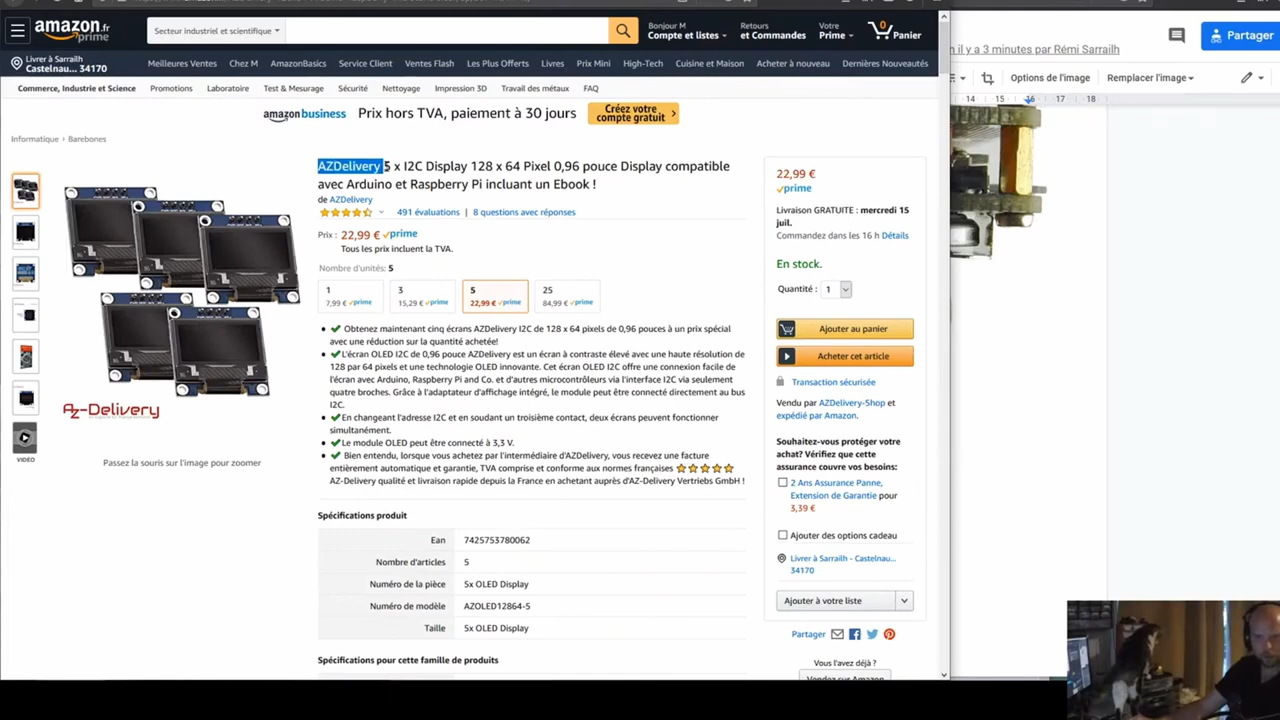 amazon.fr
prime
Secteur industriel et scientifique
Bonjour M
Compte et listes
Retours
et Commandes
Votre
Prime
0
Panier
Livrer à Sarrailh
Castelnau... 34170
Meilleures Ventes
Chez M
AmazonBasics
Service Client
Ventes Flash
Les Plus Offerts
Livres
Prix Mini
High-Tech
Cuisine et Maison
Acheter à nouveau
Dernières Nouveautés
Commerce, Industrie et Science
Promotions
Laboratoire
Test & Mesurage
Sécurité
Nettoyage
Impression 3D
Travail des métaux
FAQ
amazon business
Prix hors TVA, paiement à 30 jours
Créez votre
compte gratuit
Informatique › Barebones
AZDelivery 5 x I2C Display 128 x 64 Pixel 0,96 pouce Display compatible
avec Arduino et Raspberry Pi incluant un Ebook !
de AZDelivery
491 évaluations | 8 questions avec réponses
Prix : 22,99 € prime
Tous les prix incluent la TVA.
Nombre d'unités: 5
1
7,99 € prime
3
15,29 € prime
5
22,99 € prime
25
84,99 € prime
Obtenez maintenant cinq écrans AZDelivery I2C de 128 x 64 pixels de 0,96 pouces à un prix spécial
avec une réduction sur la quantité achetée!
L'écran OLED I2C de 0,96 pouce AZDelivery est un écran à contraste élevé avec une haute résolution de
128 par 64 pixels et une technologie OLED innovante. Cet écran OLED I2C offre une connexion facile de
l'écran avec Arduino, Raspberry Pi and Co. et d'autres microcontrôleurs via l'interface I2C via seulement
quatre broches. Grâce à l'adaptateur d'affichage intégré, le module peut être connecté directement au bus
I2C.
En changeant l'adresse I2C et en soudant un troisième contact, deux écrans peuvent fonctionner
simultanément.
Le module OLED peut être connecté à 3,3 V.
Bien entendu, lorsque vous achetez par l'intermédiaire d'AZDelivery, vous recevez une facture
entièrement automatique et garantie, TVA comprise et conforme aux normes françaises
AZ-Delivery qualité et livraison rapide depuis la France en achetant auprès d'AZ-Delivery Vertriebs GmbH !
Spécifications produit
Ean 7425753780062
Nombre d'articles 5
Numéro de la pièce 5x OLED Display
Numéro de modèle AZOLED12864-5
Taille 5x OLED Display
Spécifications pour cette famille de produits
Az-Delivery
VIDEO
Passez la souris sur l'image pour zoomer
22,99 €
prime
Livraison GRATUITE : mercredi 15
juil.
Commandez dans les 16 h Détails
En stock.
Quantité : 1
Ajouter au panier
Acheter cet article
Transaction sécurisée
Vendu par AZDelivery-Shop et
expédié par Amazon.
Souhaitez-vous protéger votre
achat? Vérifiez que cette
assurance couvre vos besoins:
2 Ans Assurance Panne,
Extension de Garantie pour
3,39 €
Ajouter des options cadeau
Livrer à Sarrailh - Castelnau...
34170
Ajouter à votre liste
Partager
Vous l'avez déjà ?
Vendez sur Amazon
n il y a 3 minutes par Rémi Sarrailh
Partager
Options de l'image
Remplacer l'image
14 15 16 17 18